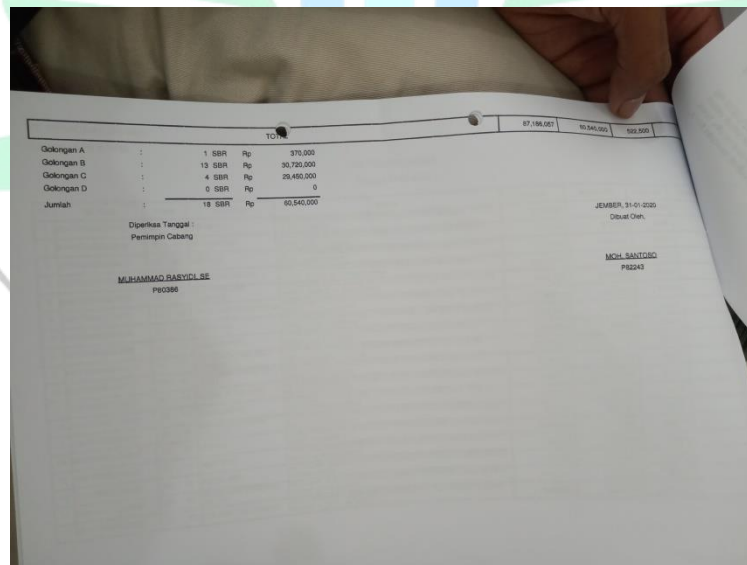 TOTAL 87,186,057 60,540,000 522,500
Golongan A : 1 SBR Rp 370,000
Golongan B : 13 SBR Rp 30,720,000
Golongan C : 4 SBR Rp 29,450,000
Golongan D : 0 SBR Rp 0
Jumlah : 18 SBR Rp 60,540,000
JEMBER, 31-01-2020
Diperiksa Tanggal :
Dibuat Oleh,
Pemimpin Cabang
MOH. SANTOSO
P82243
MUHAMMAD RASYIDI, SE
P80386